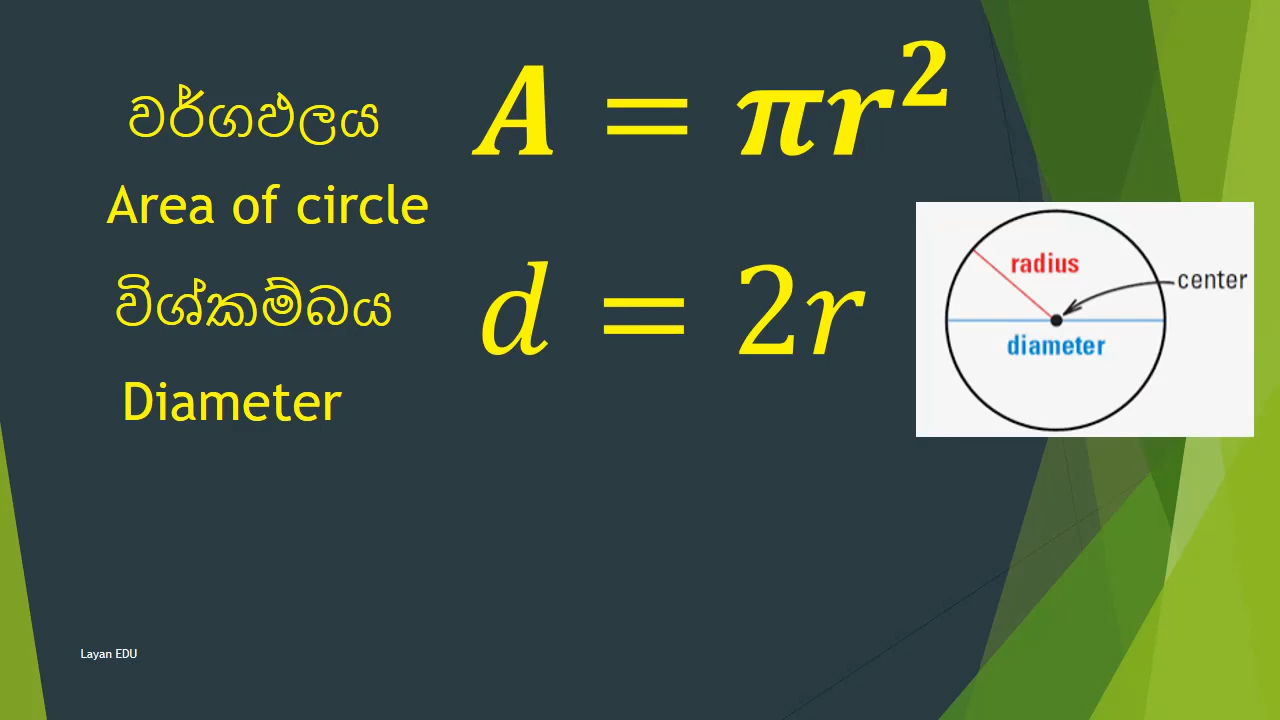 වර්ගඵලය
A = πr²
Area of circle
විශ්කම්බය
d = 2r
Diameter
radius
center
diameter
Layan EDU